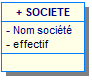 + SOCIETE
- Nom société
- effectif